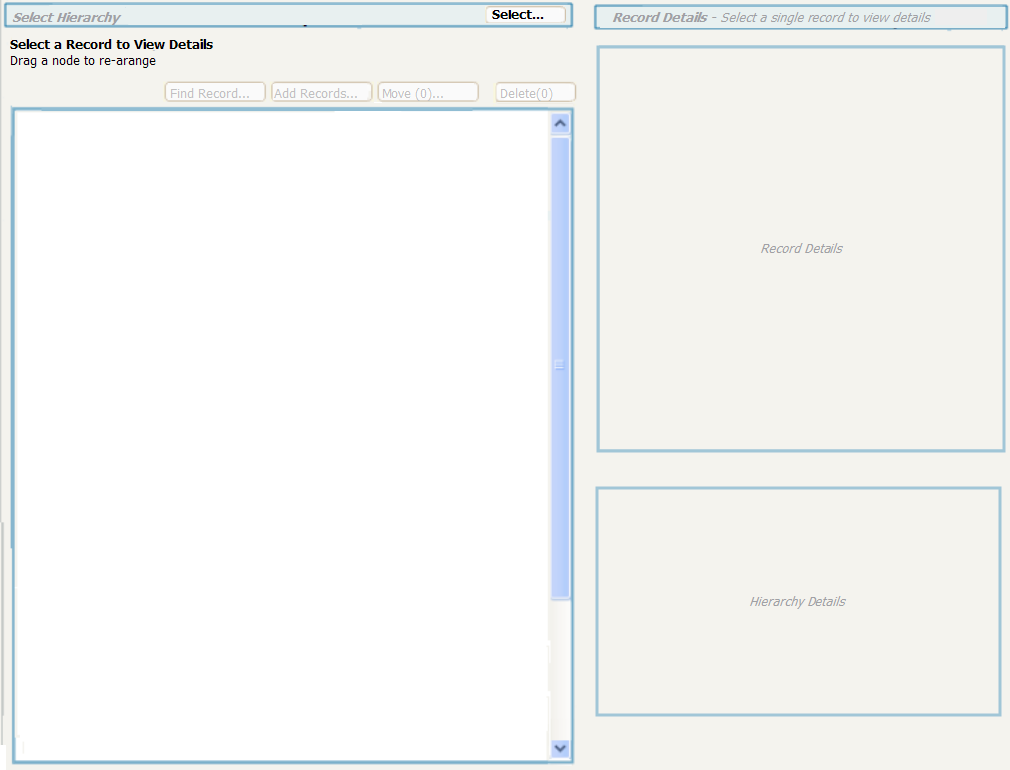 Select Hierarchy
Select...
Select a Record to View Details
Drag a node to re-arange
Find Record...
Add Records...
Move (0)...
Delete(0)
Record Details - Select a single record to view details
Record Details
Hierarchy Details